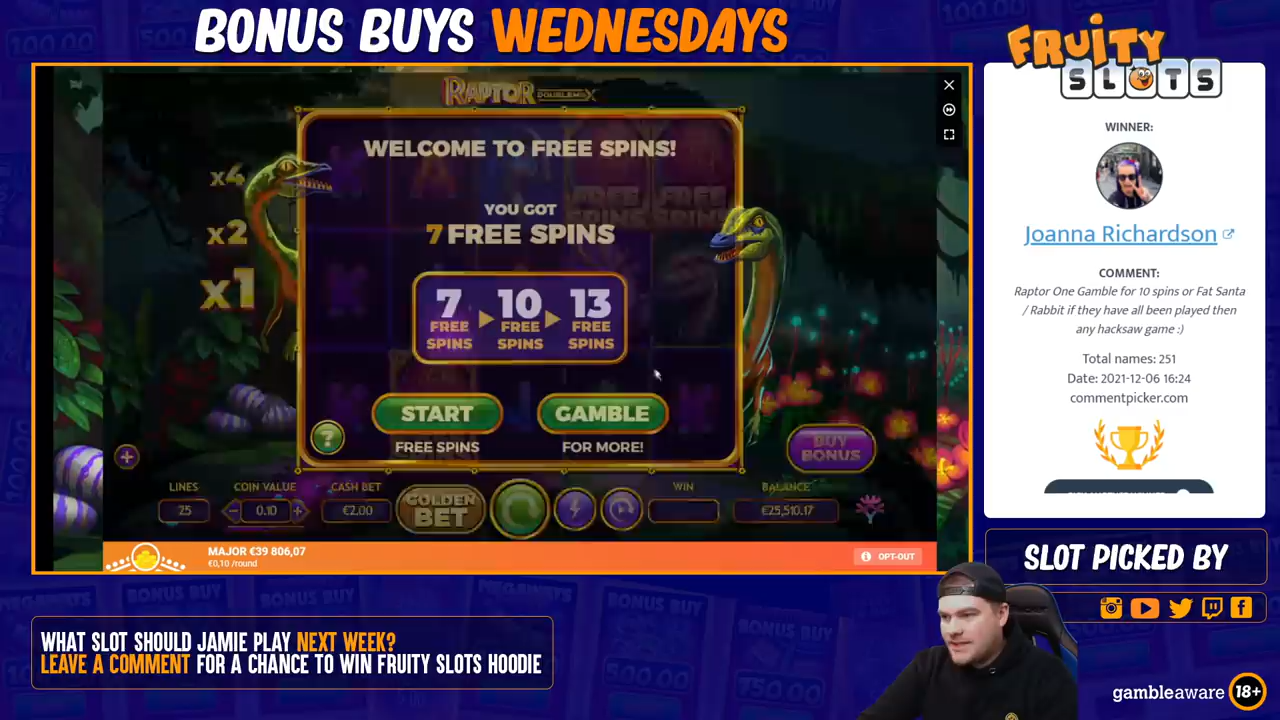 BONUS BUYS WEDNESDAYS
FRUITY
SLOTS
RAPTOR DOUBLEMAX
WELCOME TO FREE SPINS!
YOU GOT
7 FREE SPINS
7 10 13
FREE FREE FREE
SPINS SPINS SPINS
START GAMBLE
FREE SPINS FOR MORE!
x4
x2
x1
FREE SPINS FREE SPINS
?
BUY
BONUS
LINES COIN VALUE CASH BET WIN BALANCE
25 - 0.10 + €2.00 GOLDEN BET €25,510.17
MAJOR €39 806,07
€0,10 /round
OPT-OUT
WINNER:
Joanna Richardson
COMMENT:
Raptor One Gamble for 10 spins or Fat Santa
/ Rabbit if they have all been played then
any hacksaw game :)
Total names: 251
Date: 2021-12-06 16:24
commentpicker.com
SLOT PICKED BY
WHAT SLOT SHOULD JAMIE PLAY NEXT WEEK?
LEAVE A COMMENT FOR A CHANCE TO WIN FRUITY SLOTS HOODIE
gambleaware 18+